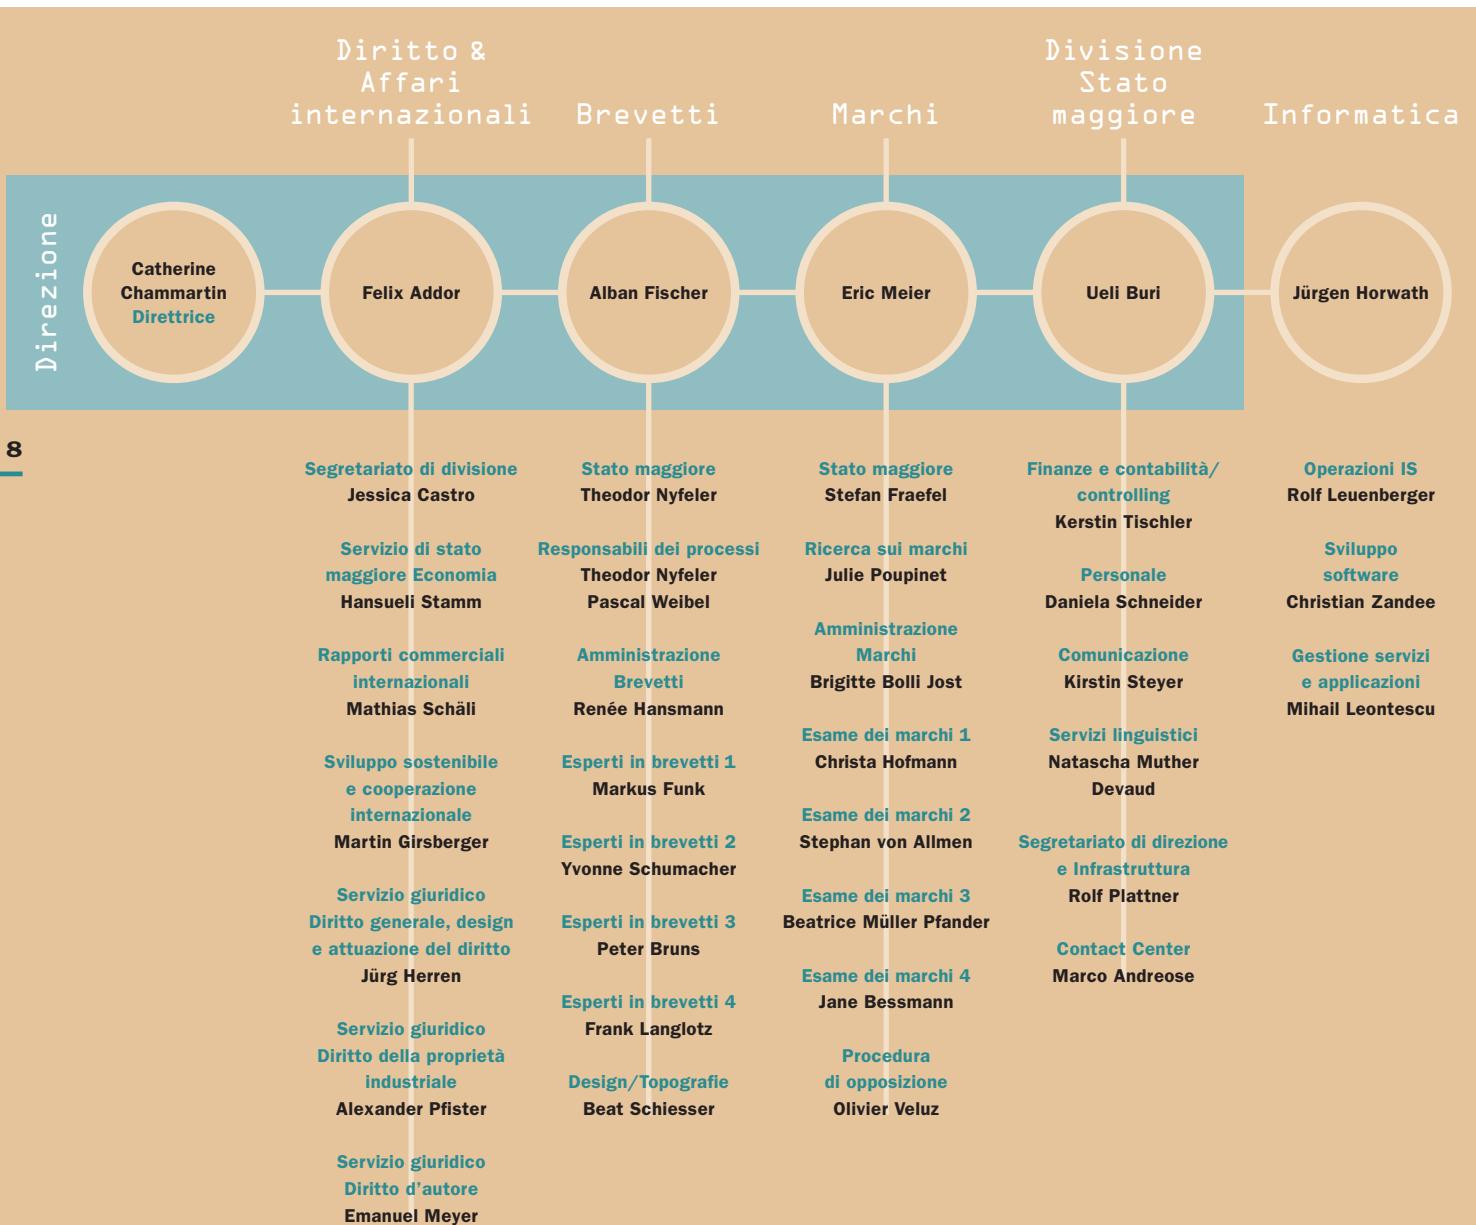 Diritto &
Affari
internazionali
Brevetti
Marchi
Divisione
Stato
maggiore
Informatica
Direzione
Catherine
Chammartin
Direttrice
Felix Addor
Alban Fischer
Eric Meier
Ueli Buri
Jürgen Horwath
8
Segretariato di divisione
Jessica Castro
Servizio di stato
maggiore Economia
Hansueli Stamm
Rapporti commerciali
internazionali
Mathias Schäli
Sviluppo sostenibile
e cooperazione
internazionale
Martin Girsberger
Servizio giuridico
Diritto generale, design
e attuazione del diritto
Jürg Herren
Servizio giuridico
Diritto della proprietà
industriale
Alexander Pfister
Servizio giuridico
Diritto d’autore
Emanuel Meyer
Stato maggiore
Theodor Nyfeler
Responsabili dei processi
Theodor Nyfeler
Pascal Weibel
Amministrazione
Brevetti
Renée Hansmann
Esperti in brevetti 1
Markus Funk
Esperti in brevetti 2
Yvonne Schumacher
Esperti in brevetti 3
Peter Bruns
Esperti in brevetti 4
Frank Langlotz
Design/Topografie
Beat Schiesser
Stato maggiore
Stefan Fraefel
Ricerca sui marchi
Julie Poupinet
Amministrazione
Marchi
Brigitte Bolli Jost
Esame dei marchi 1
Christa Hofmann
Esame dei marchi 2
Stephan von Allmen
Esame dei marchi 3
Beatrice Müller Pfander
Esame dei marchi 4
Jane Bessmann
Procedura
di opposizione
Olivier Veluz
Finanze e contabilità/
controlling
Kerstin Tischler
Personale
Daniela Schneider
Comunicazione
Kirstin Steyer
Servizi linguistici
Natascha Muther
Devaud
Segretariato di direzione
e Infrastruttura
Rolf Plattner
Contact Center
Marco Andreose
Operazioni IS
Rolf Leuenberger
Sviluppo
software
Christian Zandee
Gestione servizi
e applicazioni
Mihail Leontescu